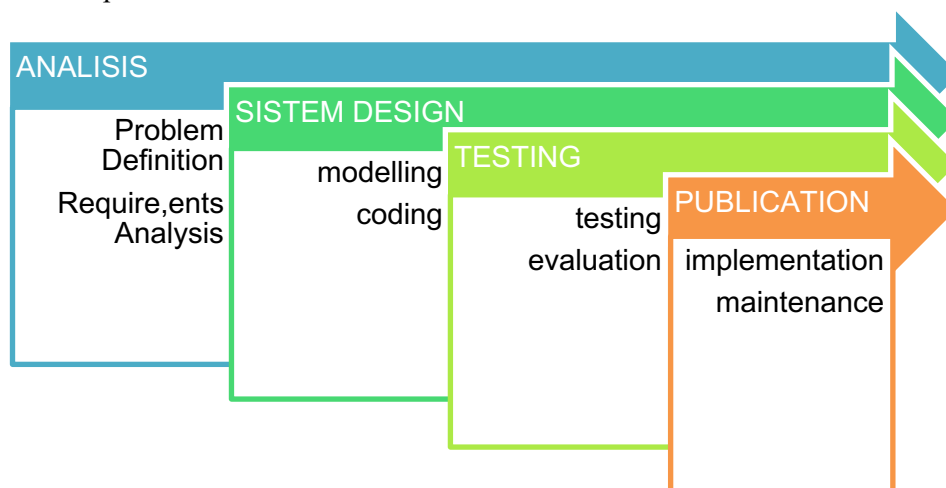 ANALISIS
Problem
Definition
Require,ents
Analysis
SISTEM DESIGN
modelling
coding
TESTING
testing
evaluation
PUBLICATION
implementation
maintenance